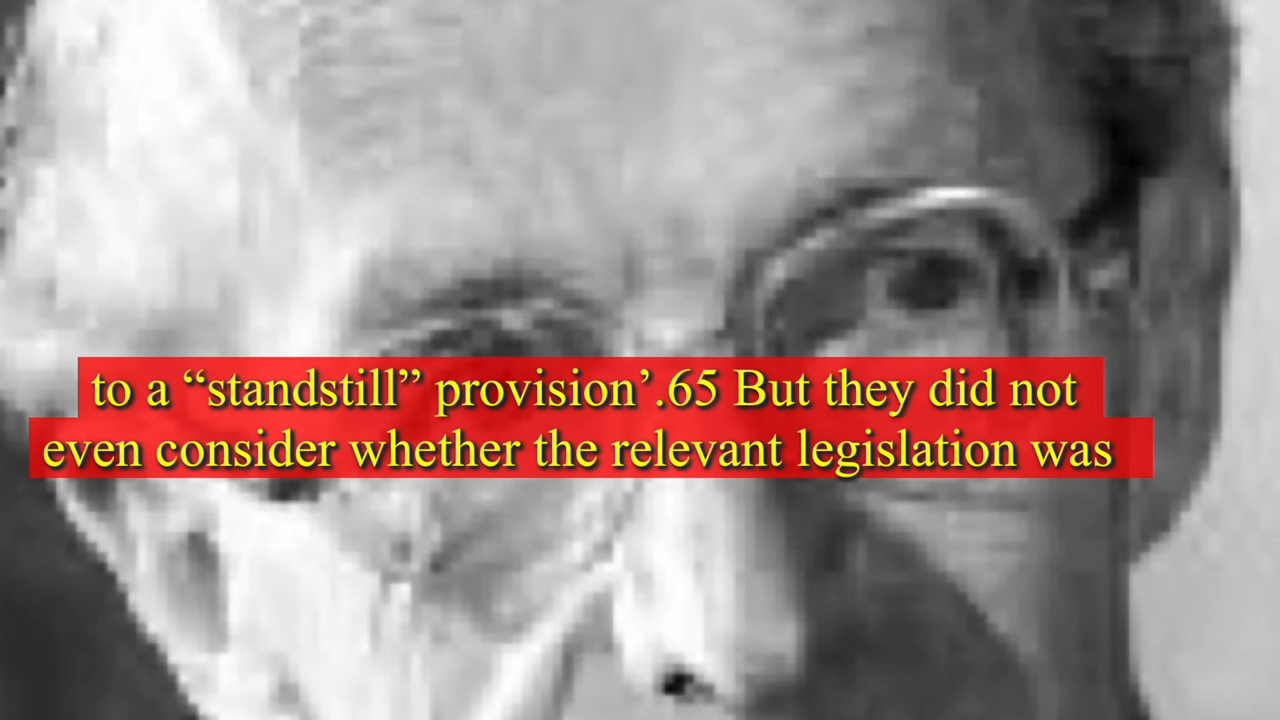 to a “standstill” provision’.65 But they did not
even consider whether the relevant legislation was